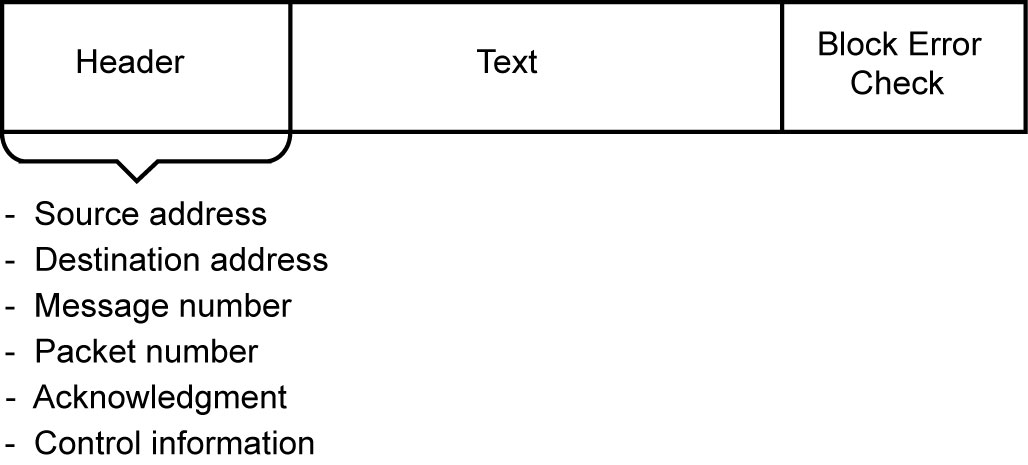 Header
Text
Block Error
Check
- Source address
- Destination address
- Message number
- Packet number
- Acknowledgment
- Control information